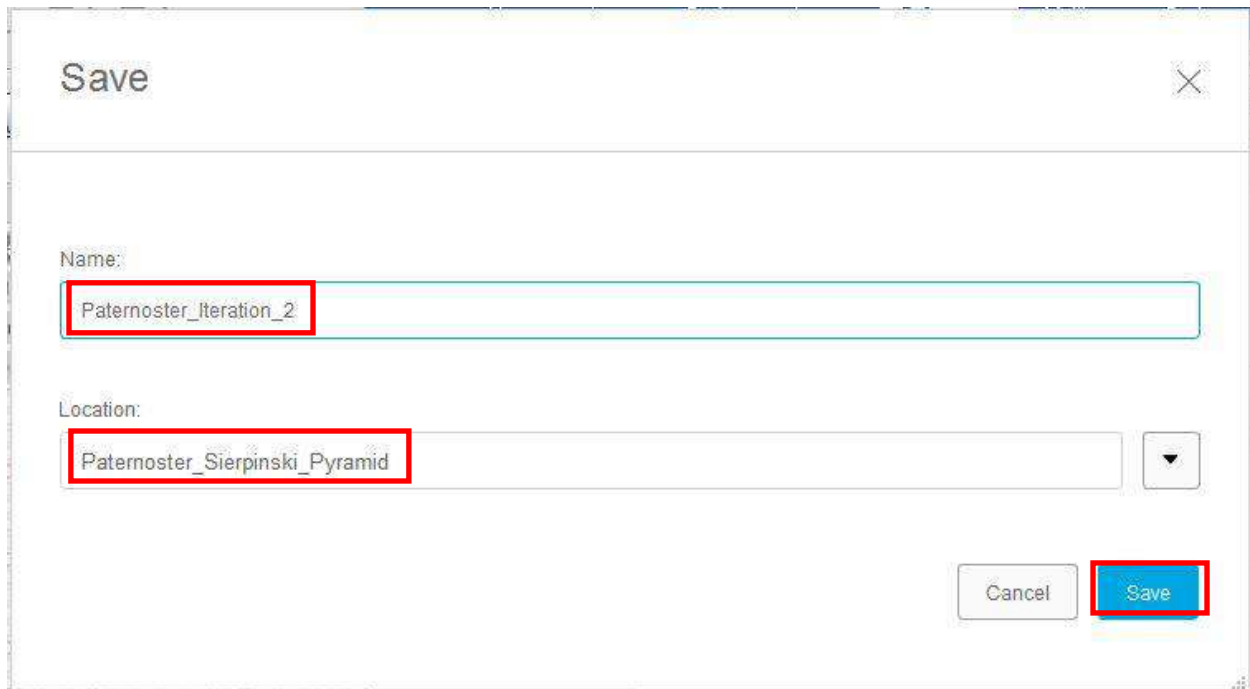 Save
Name:
Paternoster_Iteration_2
Location:
Paternoster_Sierpinski_Pyramid
Cancel
Save